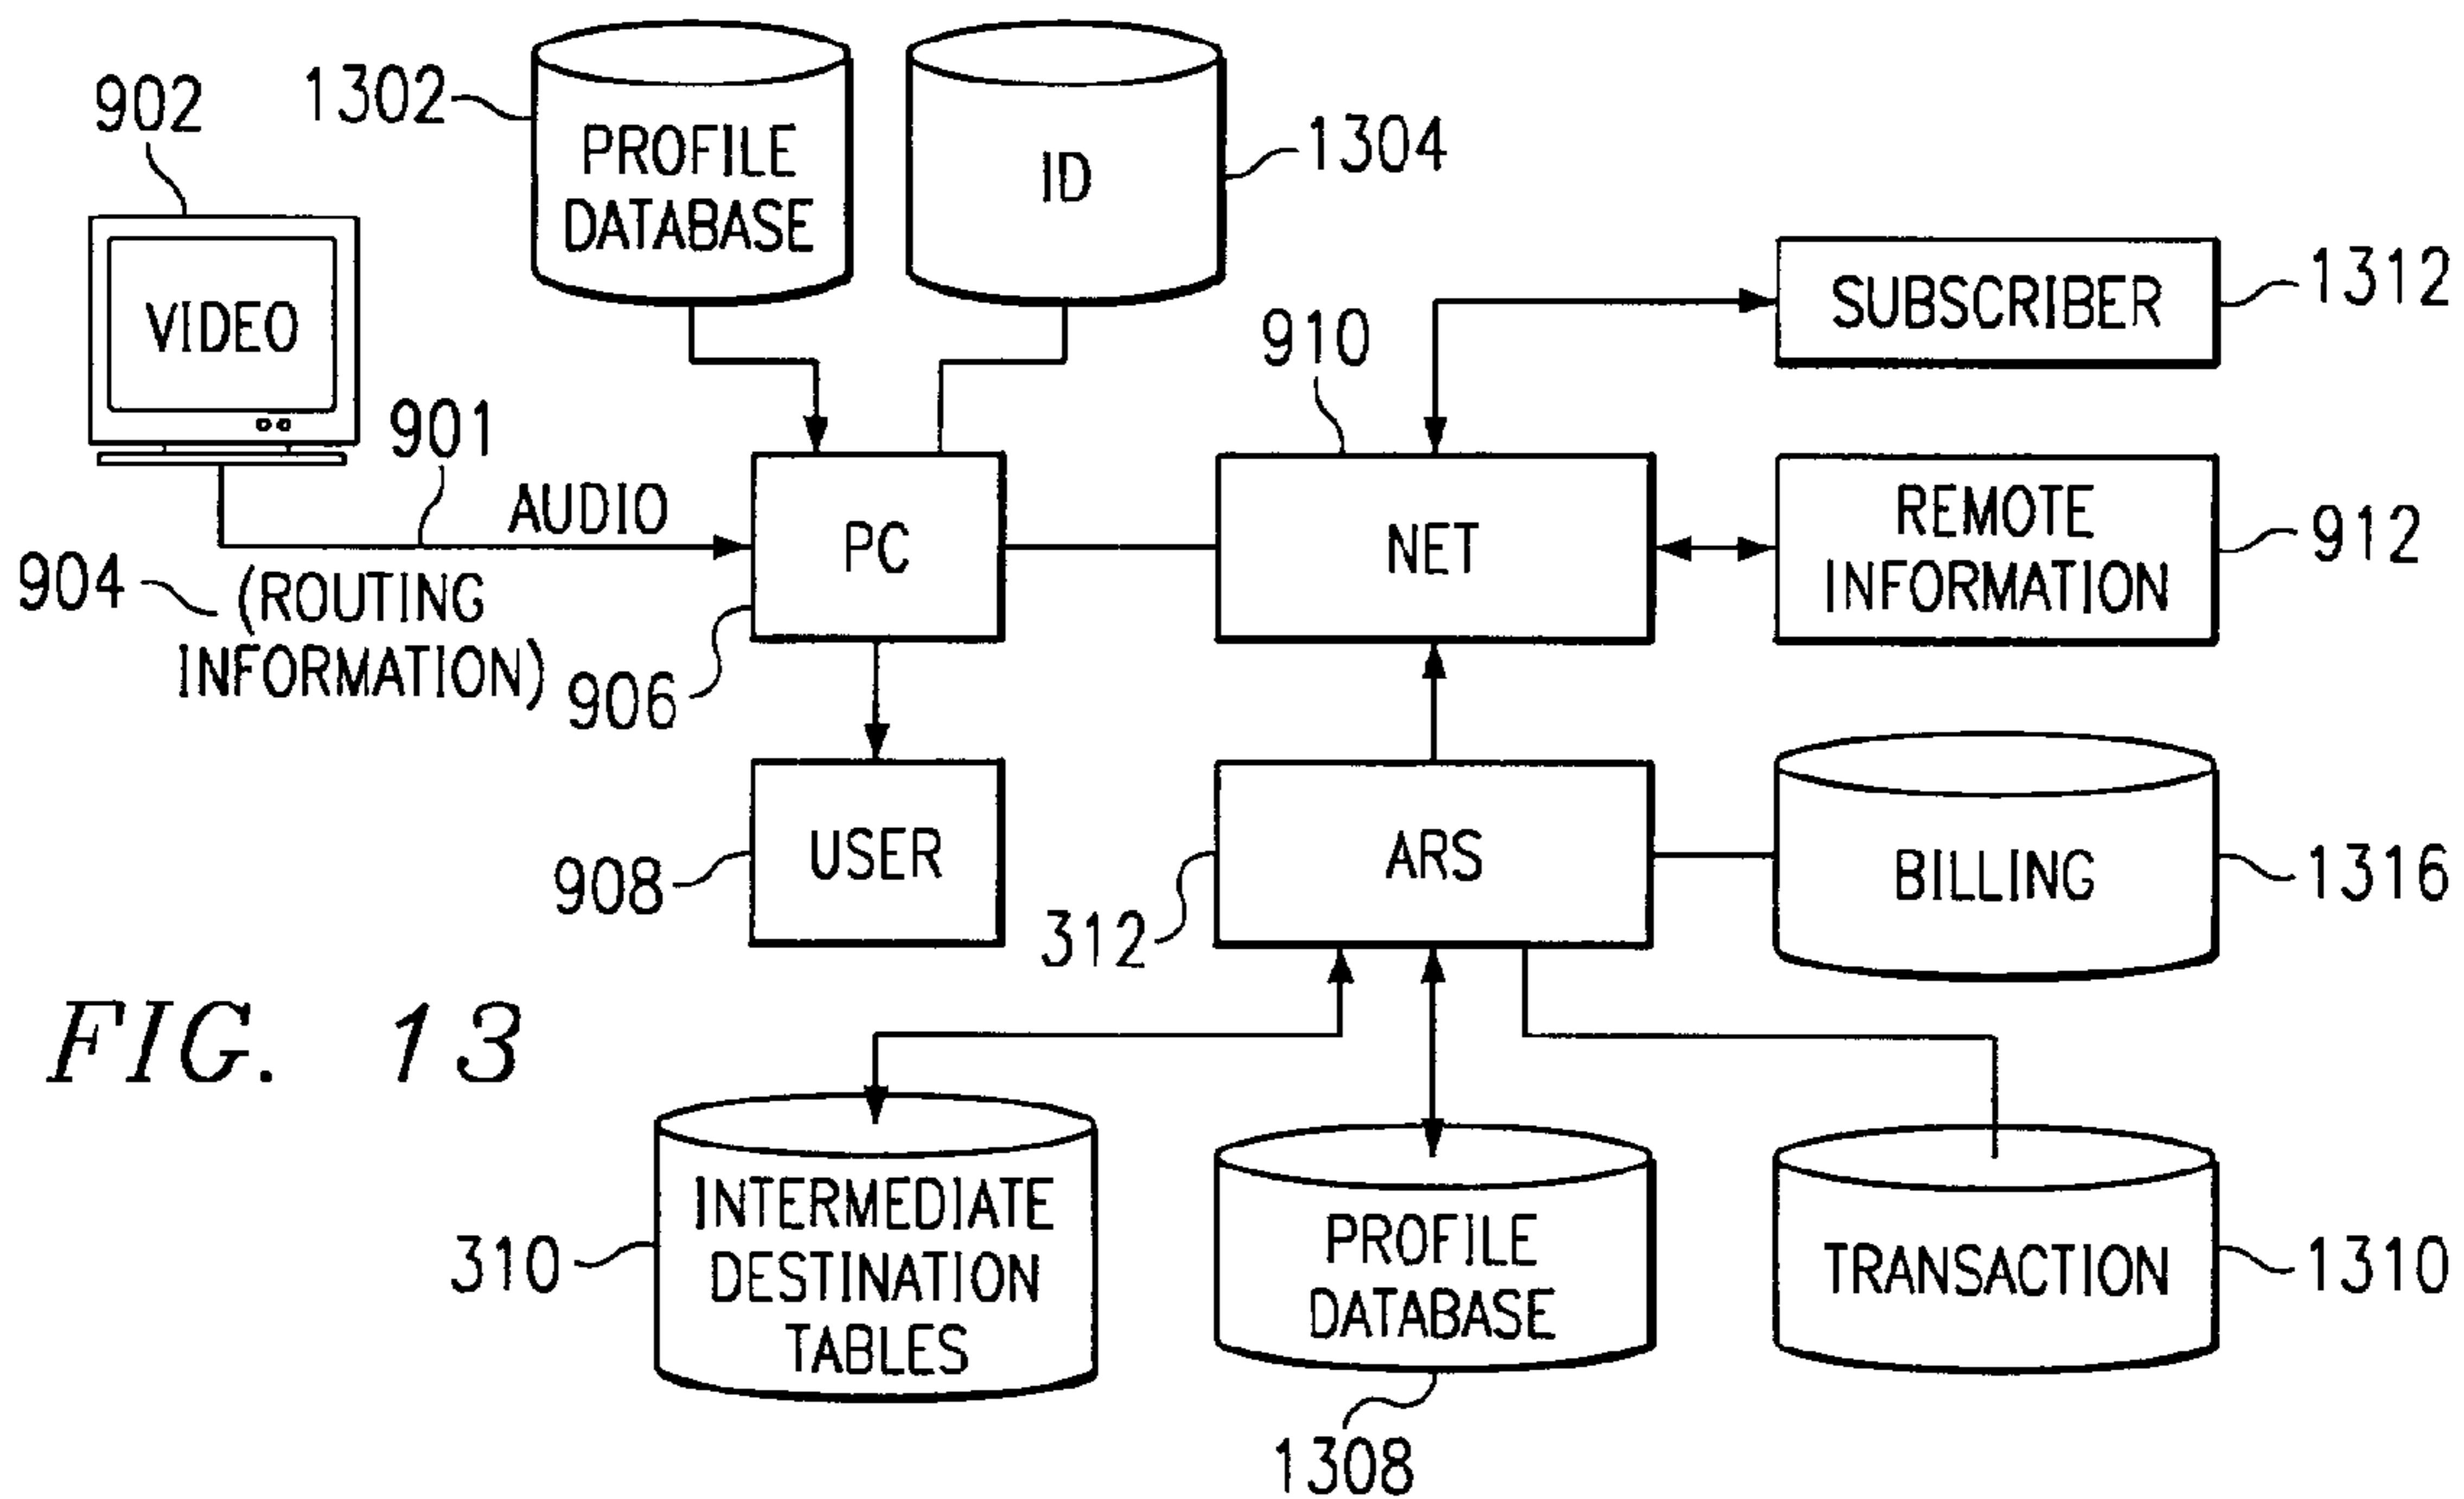 902
1302
PROFILE
DATABASE
ID
1304
VIDEO
SUBSCRIBER
1312
910
901
AUDIO
904
(ROUTING
INFORMATION)
PC
906
NET
REMOTE
INFORMATION
912
USER
908
ARS
312
BILLING
1316
FIG. 13
INTERMEDIATE
DESTINATION
TABLES
310
PROFILE
DATABASE
1308
TRANSACTION
1310